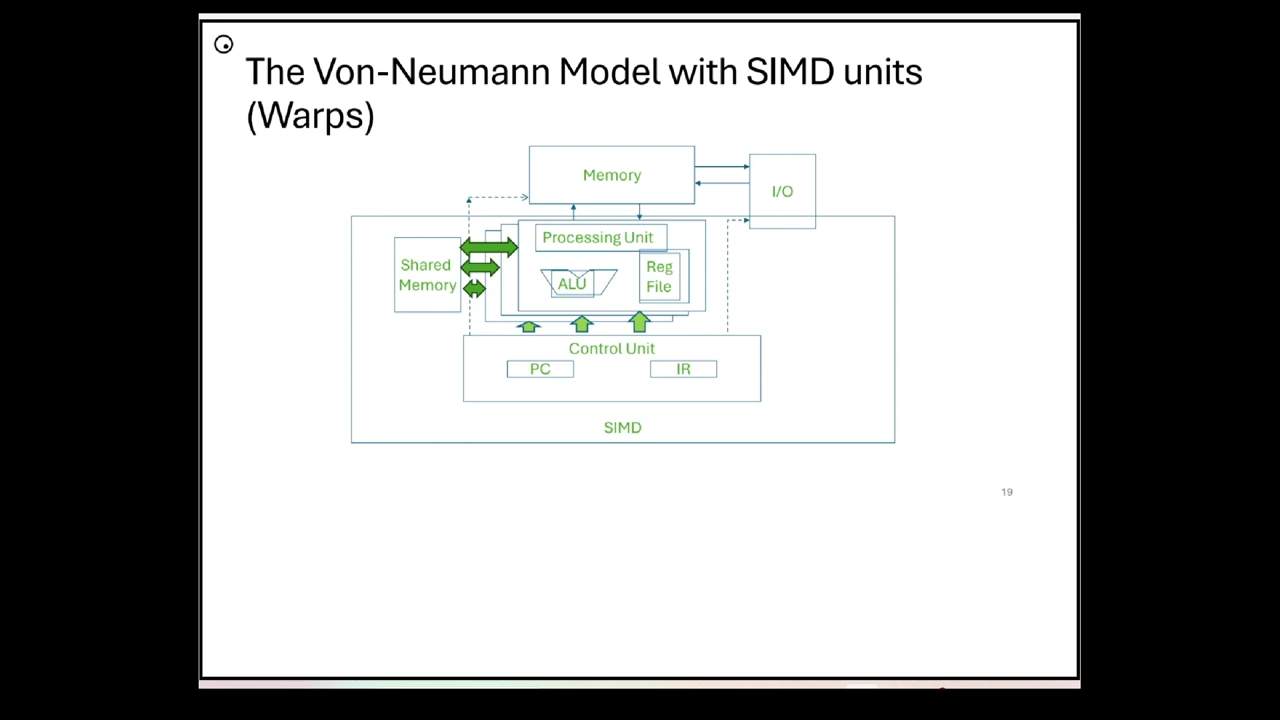 The Von-Neumann Model with SIMD units
(Warps)
Memory
I/O
Processing Unit
Shared
Memory
ALU
Reg
File
Control Unit
PC
IR
SIMD
19